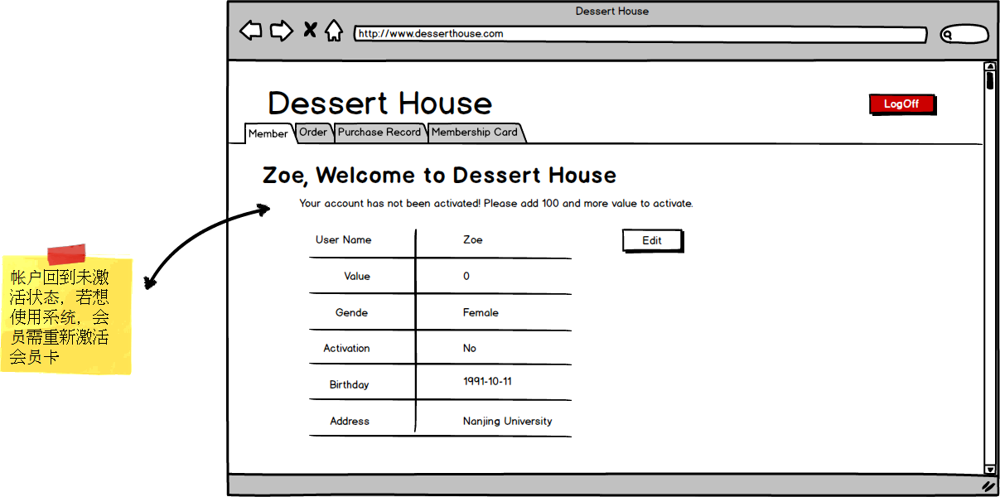 Dessert House
http://www.desserthouse.com
Dessert House
LogOff
Member Order Purchase Record Membership Card
Zoe, Welcome to Dessert House
Your account has not been activated! Please add 100 and more value to activate.
User Name Zoe
Edit
Value 0
Gende Female
Activation No
Birthday 1991-10-11
Address Nanjing University
帐户回到未激
活状态，若想
使用系统，会
员需重新激活
会员卡